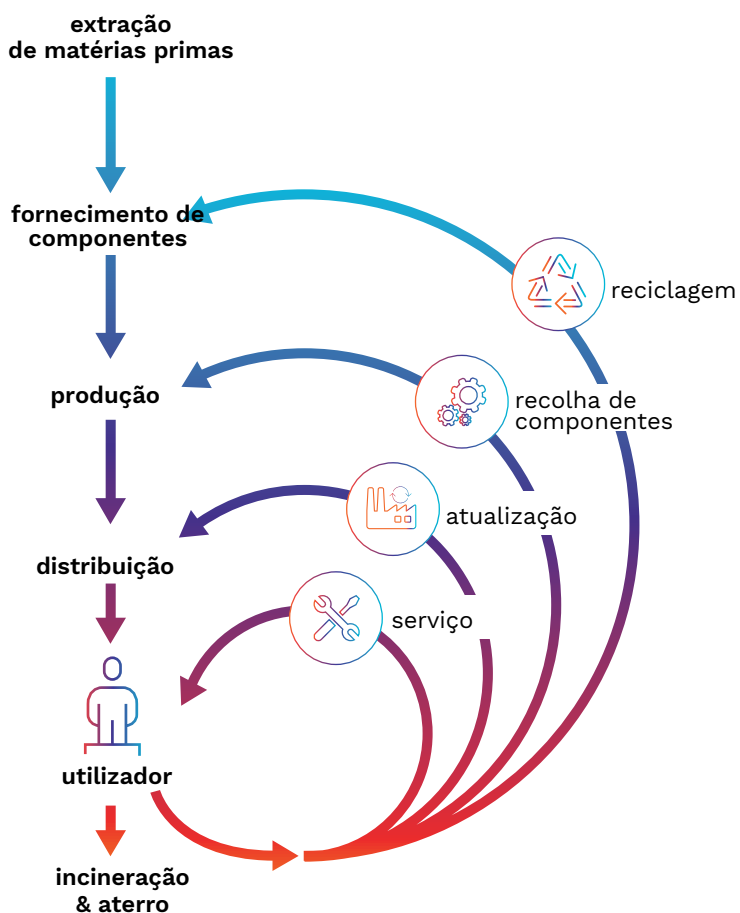 extração
de matérias primas
fornecimento de
componentes
reciclagem
produção
recolha de
componentes
atualização
distribuição
serviço
utilizador
incineração
& aterro